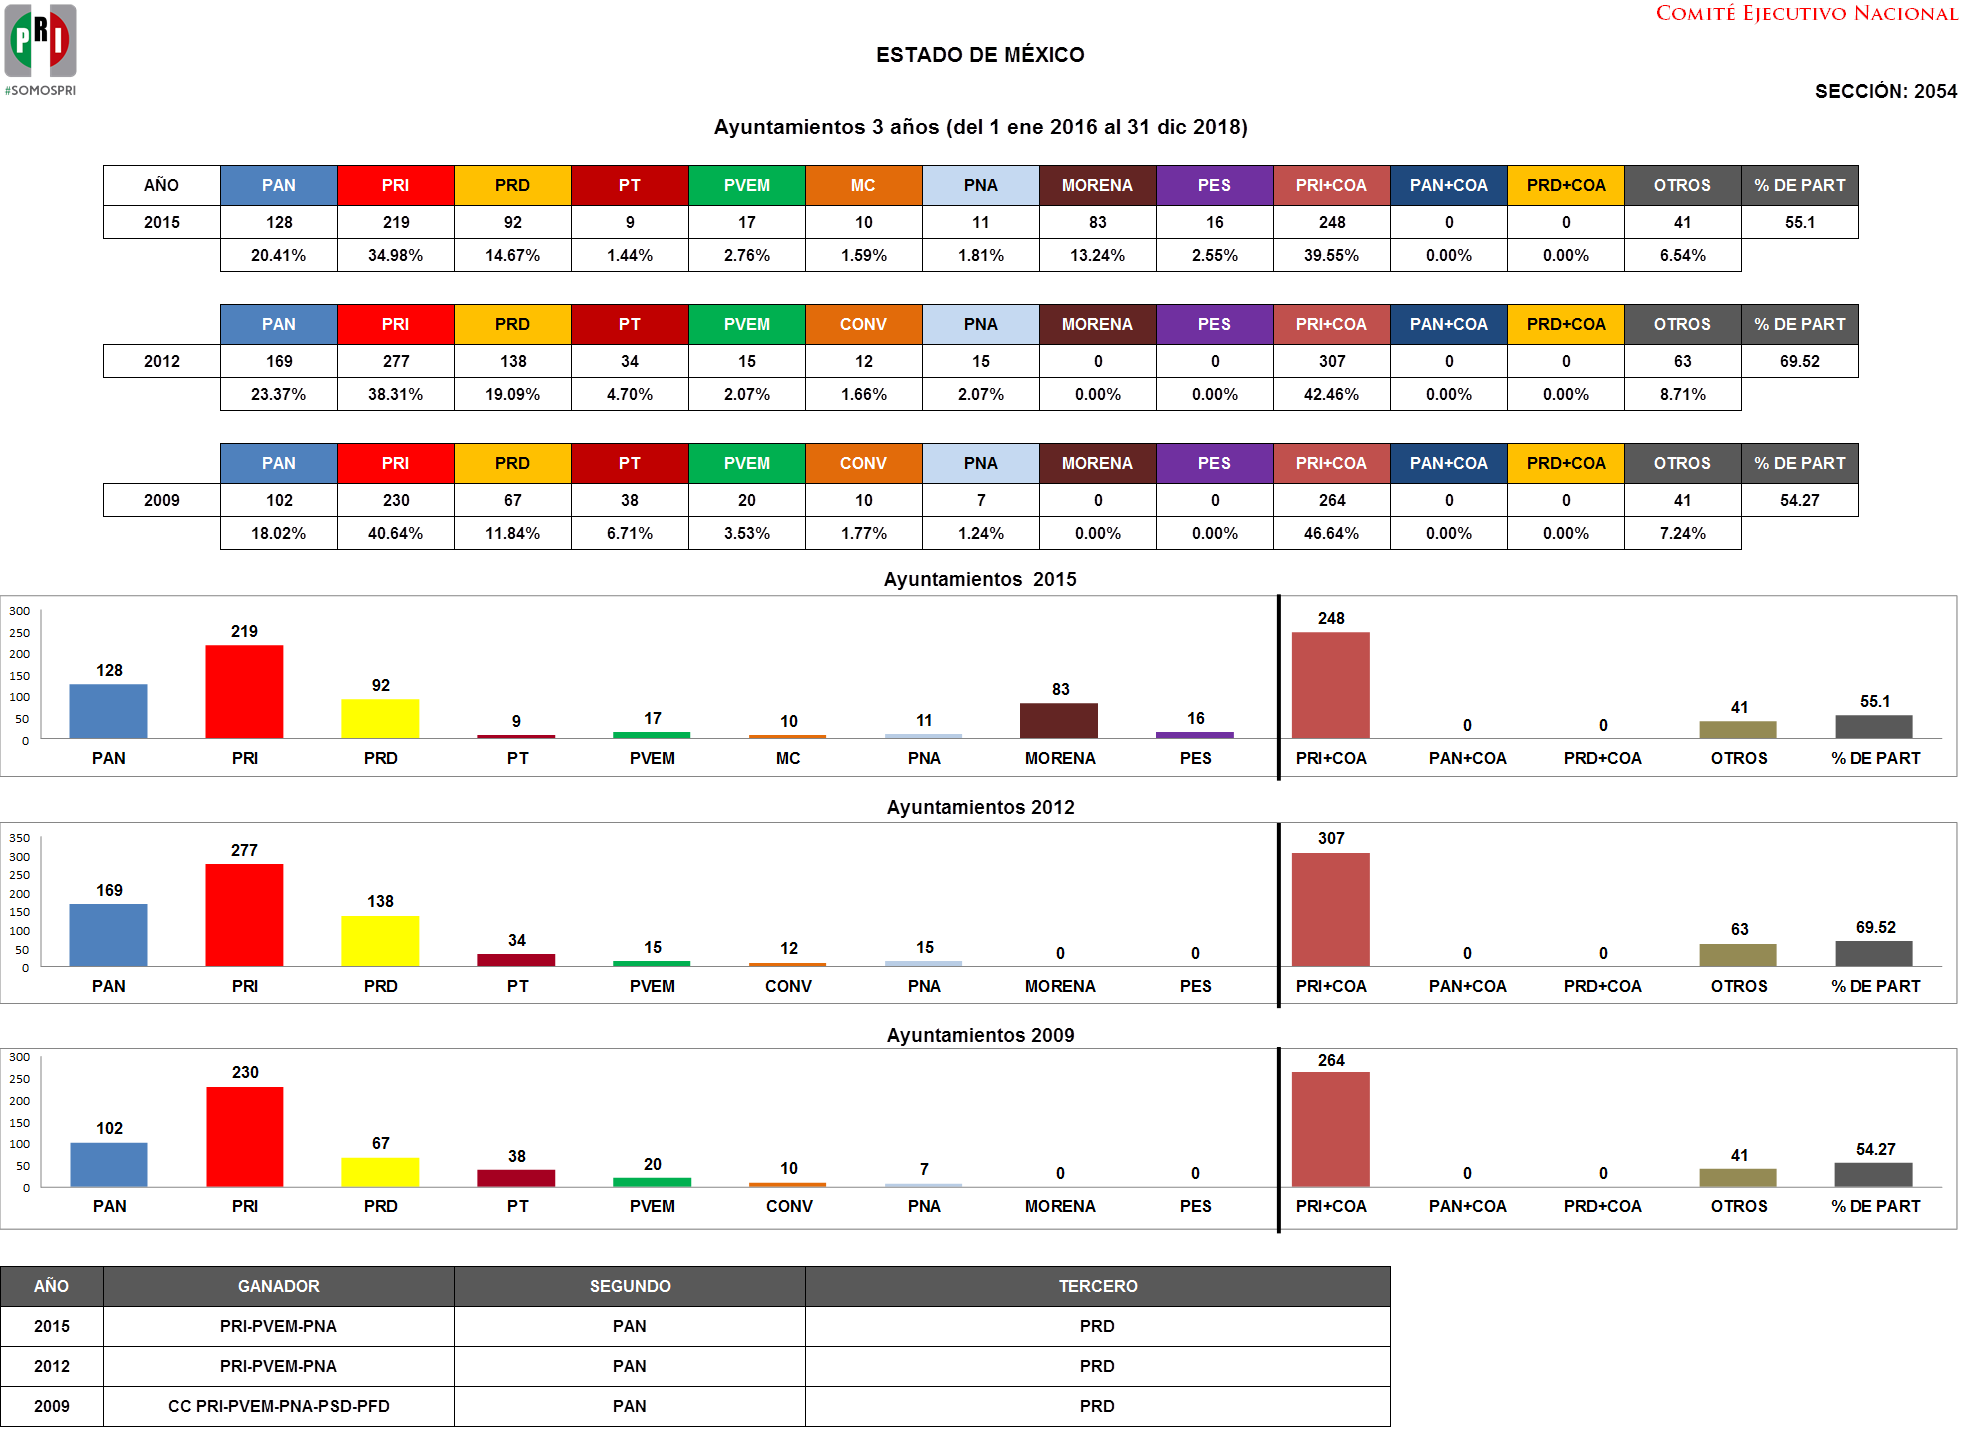 PRI
#SOMOSPRI
COMITÉ EJECUTIVO NACIONAL
ESTADO DE MÉXICO
SECCIÓN: 2054
Ayuntamientos 3 años (del 1 ene 2016 al 31 dic 2018)
AÑO PAN PRI PRD PT PVEM MC PNA MORENA PES PRI+COA PAN+COA PRD+COA OTROS % DE PART
2015 128 219 92 9 17 10 11 83 16 248 0 0 41 55.1
20.41% 34.98% 14.67% 1.44% 2.76% 1.59% 1.81% 13.24% 2.55% 39.55% 0.00% 0.00% 6.54%
PAN PRI PRD PT PVEM CONV PNA MORENA PES PRI+COA PAN+COA PRD+COA OTROS % DE PART
2012 169 277 138 34 15 12 15 0 0 307 0 0 63 69.52
23.37% 38.31% 19.09% 4.70% 2.07% 1.66% 2.07% 0.00% 0.00% 42.46% 0.00% 0.00% 8.71%
PAN PRI PRD PT PVEM CONV PNA MORENA PES PRI+COA PAN+COA PRD+COA OTROS % DE PART
2009 102 230 67 38 20 10 7 0 0 264 0 0 41 54.27
18.02% 40.64% 11.84% 6.71% 3.53% 1.77% 1.24% 0.00% 0.00% 46.64% 0.00% 0.00% 7.24%
Ayuntamientos 2015
300
250
200
150
100
50
0
128 219 92 9 17 10 11 83 16 248 0 0 41 55.1
PAN PRI PRD PT PVEM MC PNA MORENA PES PRI+COA PAN+COA PRD+COA OTROS % DE PART
Ayuntamientos 2012
350
300
250
200
150
100
50
0
169 277 138 34 15 12 15 0 0 307 0 0 63 69.52
PAN PRI PRD PT PVEM CONV PNA MORENA PES PRI+COA PAN+COA PRD+COA OTROS % DE PART
Ayuntamientos 2009
300
250
200
150
100
50
0
102 230 67 38 20 10 7 0 0 264 0 0 41 54.27
PAN PRI PRD PT PVEM CONV PNA MORENA PES PRI+COA PAN+COA PRD+COA OTROS % DE PART
AÑO GANADOR SEGUNDO TERCERO
2015 PRI-PVEM-PNA PAN PRD
2012 PRI-PVEM-PNA PAN PRD
2009 CC PRI-PVEM-PNA-PSD-PFD PAN PRD